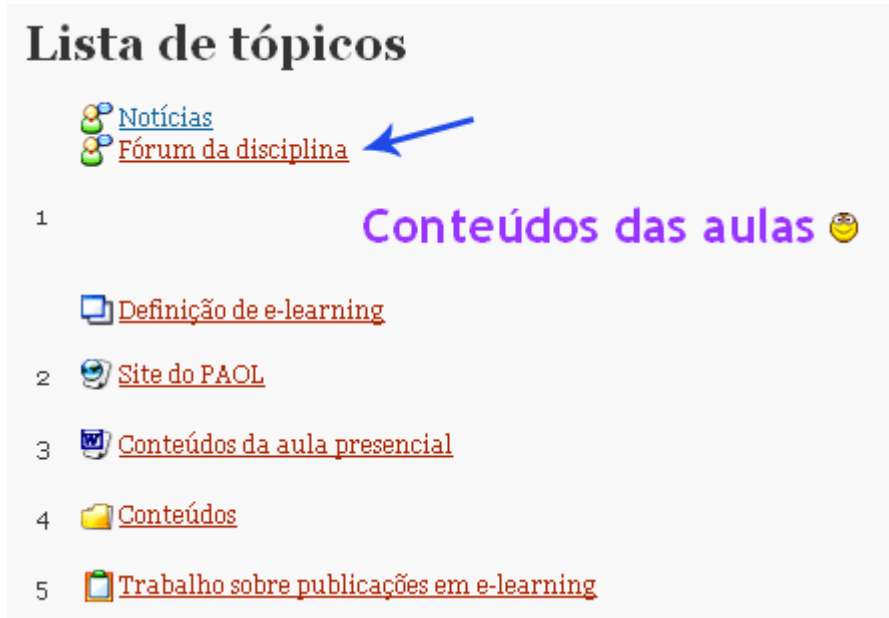 Lista de tópicos
Notícias
Fórum da disciplina
1
Conteúdos das aulas
Definição de e-learning
2 Site do PAOL
3 Conteúdos da aula presencial
4 Conteúdos
5 Trabalho sobre publicações em e-learning